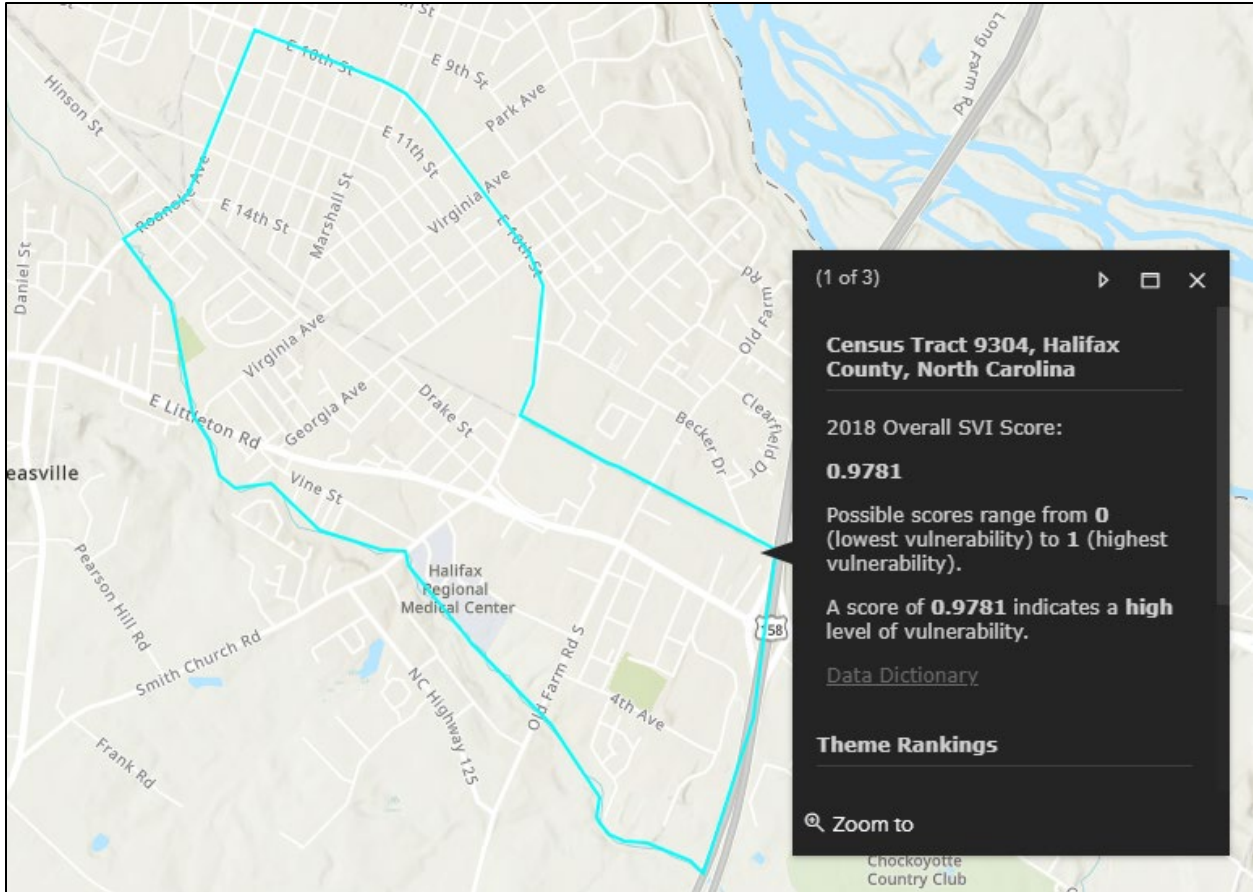 th St
Long Farm Rd
E 10th St
E 9th St
Hinson St
Park Ave
E 11th St
Roanoke Ave
E 14th St
Marshall St
Virginia Ave
E 10th St
Daniel St
Old Farm Rd
Virginia Ave
Georgia Ave
Drake St
Clearfield Dr
Becker Dr
E Littleton Rd
easville
Vine St
Halifax
Regional
Medical Center
158
Pearson Hill Rd
Smith Church Rd
Old Farm Rd S
4th Ave
NC Highway 125
Frank Rd
(1 of 3)
Census Tract 9304, Halifax
County, North Carolina
2018 Overall SVI Score:
0.9781
Possible scores range from 0
(lowest vulnerability) to 1 (highest
vulnerability).
A score of 0.9781 indicates a high
level of vulnerability.
Data Dictionary
Theme Rankings
Zoom to
Chockoyotte
Country Club